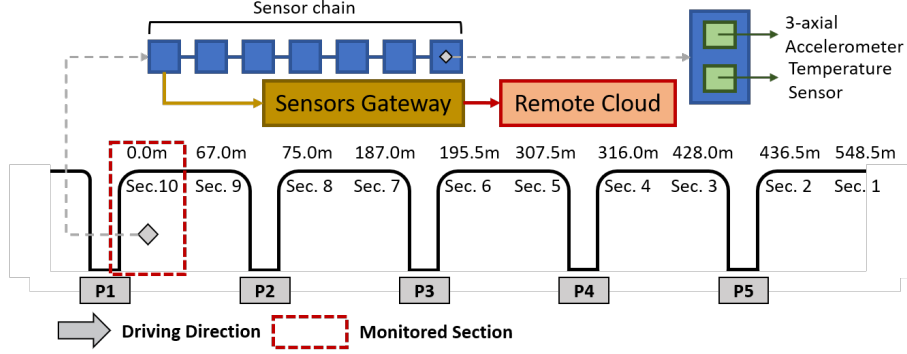 Sensor chain
3-axial
Accelerometer
Temperature
Sensor
Sensors Gateway
Remote Cloud
0.0m 67.0m 75.0m 187.0m 195.5m 307.5m 316.0m 428.0m 436.5m 548.5m
Sec.10 Sec. 9 Sec. 8 Sec. 7 Sec. 6 Sec. 5 Sec. 4 Sec. 3 Sec. 2 Sec. 1
P1 P2 P3 P4 P5
Driving Direction Monitored Section